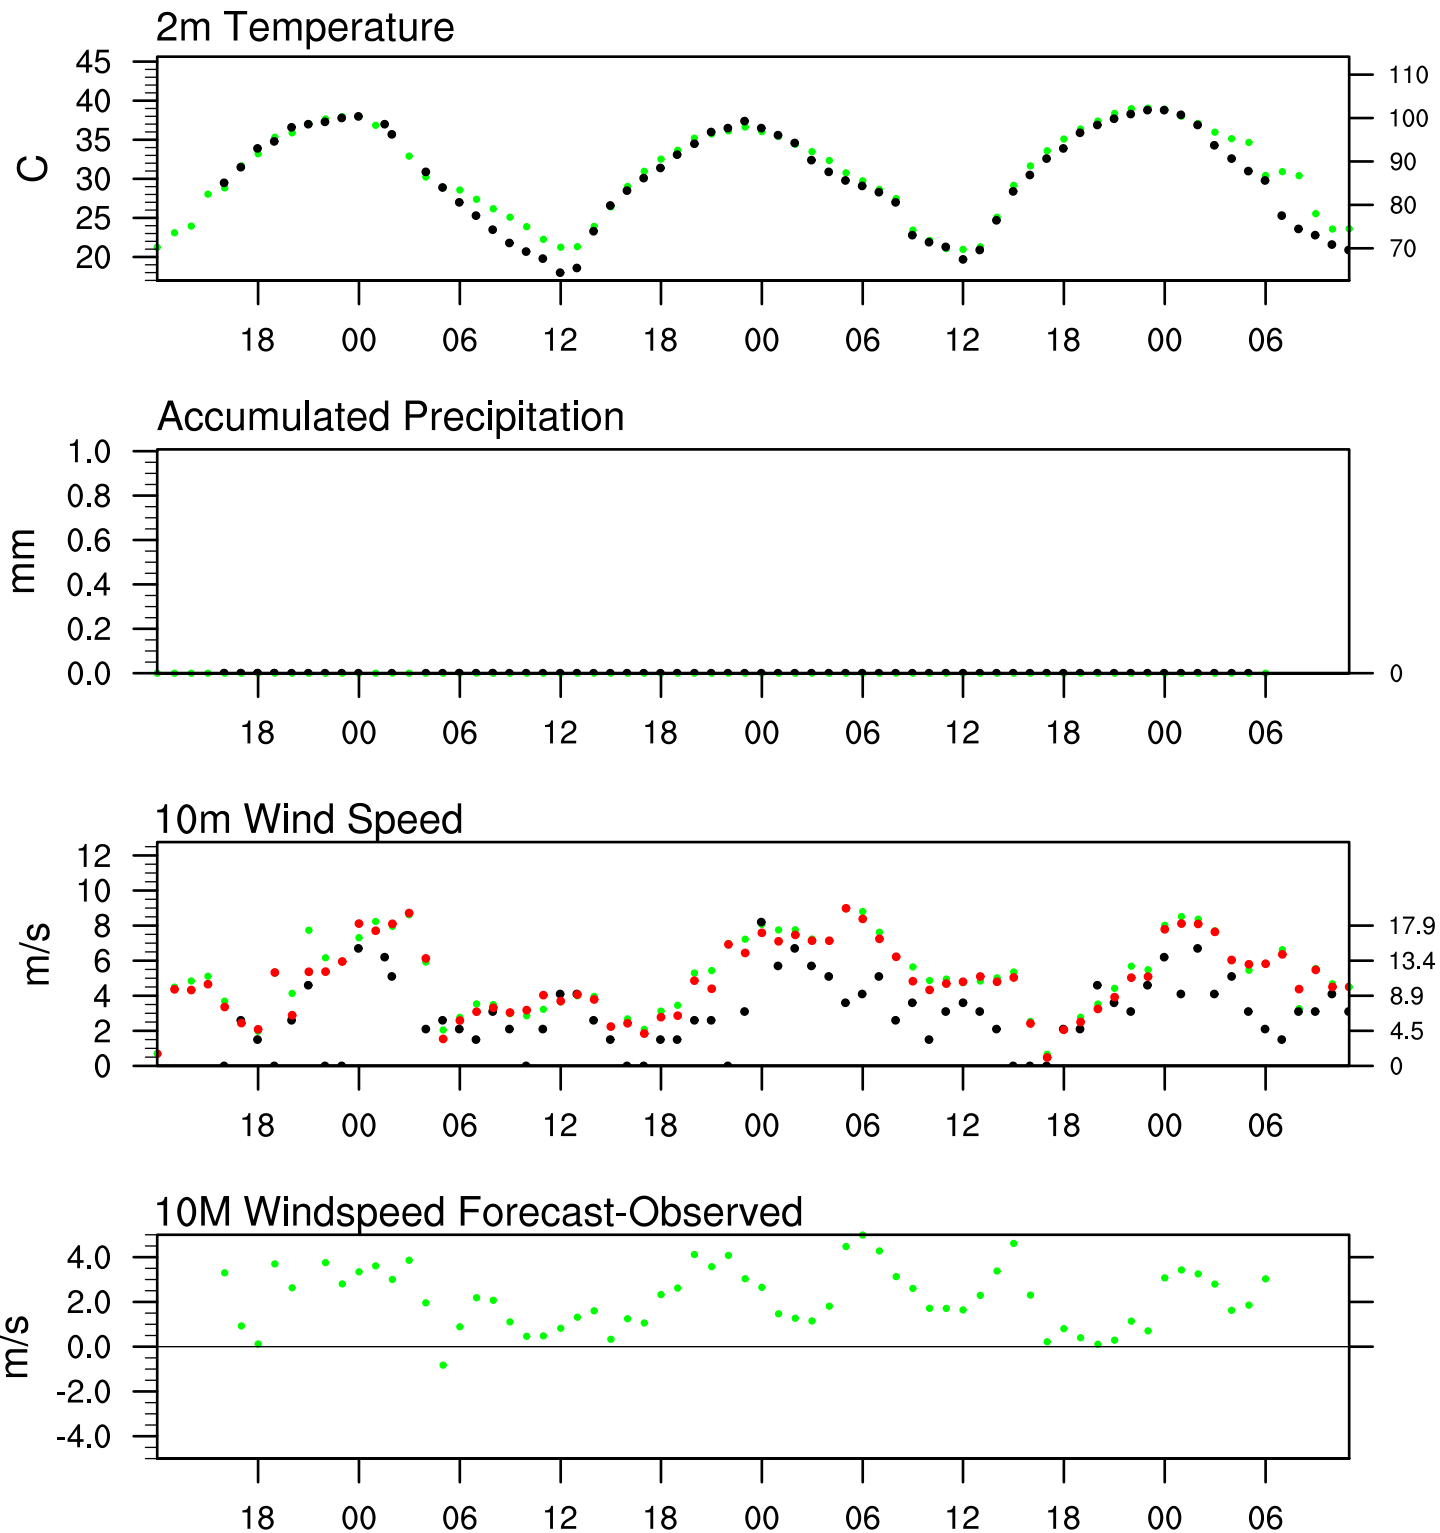 2m Temperature
45
40
35
30
25
20
C
110
100
90
80
70
18 00 06 12 18 00 06 12 18 00 06
Accumulated Precipitation
1.0
0.8
0.6
0.4
0.2
0.0
mm
0
18 00 06 12 18 00 06 12 18 00 06
10m Wind Speed
12
10
8
6
4
2
0
m/s
17.9
13.4
8.9
4.5
0
18 00 06 12 18 00 06 12 18 00 06
10M Windspeed Forecast-Observed
4.0
2.0
0.0
-2.0
-4.0
m/s
18 00 06 12 18 00 06 12 18 00 06